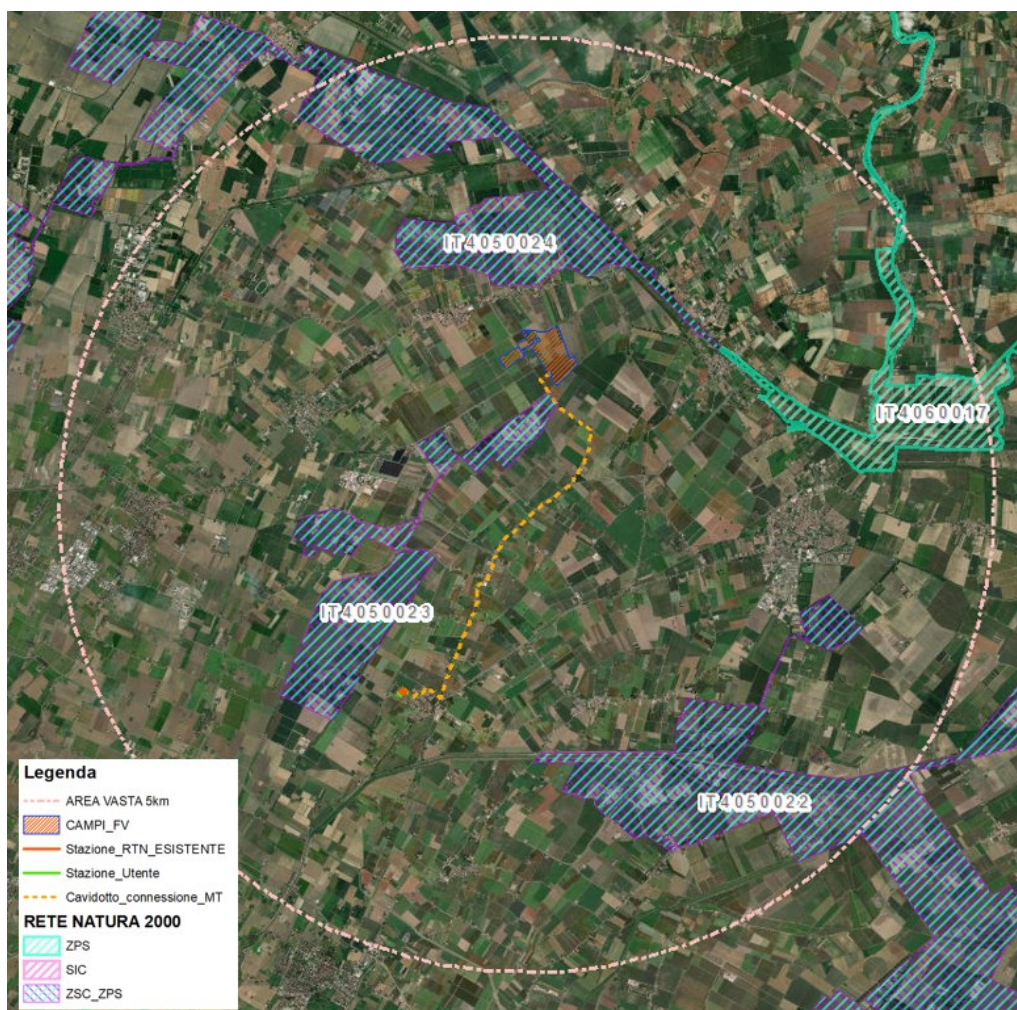 IT4050024
IT4060017
IT4050023
IT4050022
Legenda
AREA VASTA 5km
CAMPI_FV
Stazione_RTN_ESISTENTE
Stazione_Utente
Cavidotto_connessione_MT
RETE NATURA 2000
ZPS
SIC
ZSC_ZPS